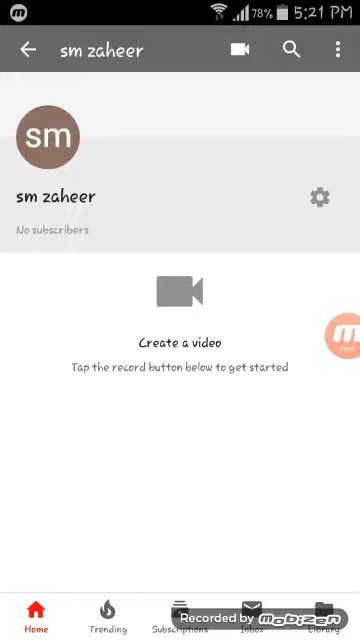 78% 5:21 PM
sm zaheer
sm
sm zaheer
No subscribers
Create a video
Tap the record button below to get started
Home Trending Subscriptions Inbox Library
Recorded by mobizen